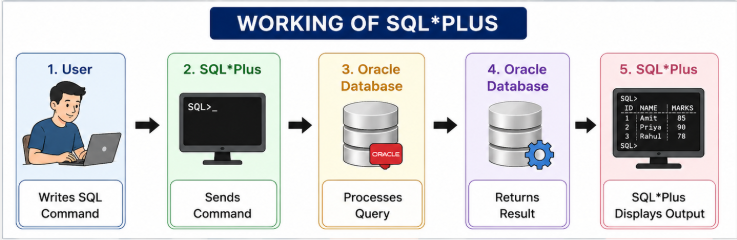 WORKING OF SQL*PLUS
1. User
Writes SQL
Command
2. SQL*Plus
SQL>_
Sends
Command
3. Oracle
Database
ORACLE
Processes
Query
4. Oracle
Database
Returns
Result
5. SQL*Plus
SQL>
ID NAME MARKS
1 Amit 85
2 Priya 90
3 Rahul 78
SQL>
SQL*Plus
Displays Output